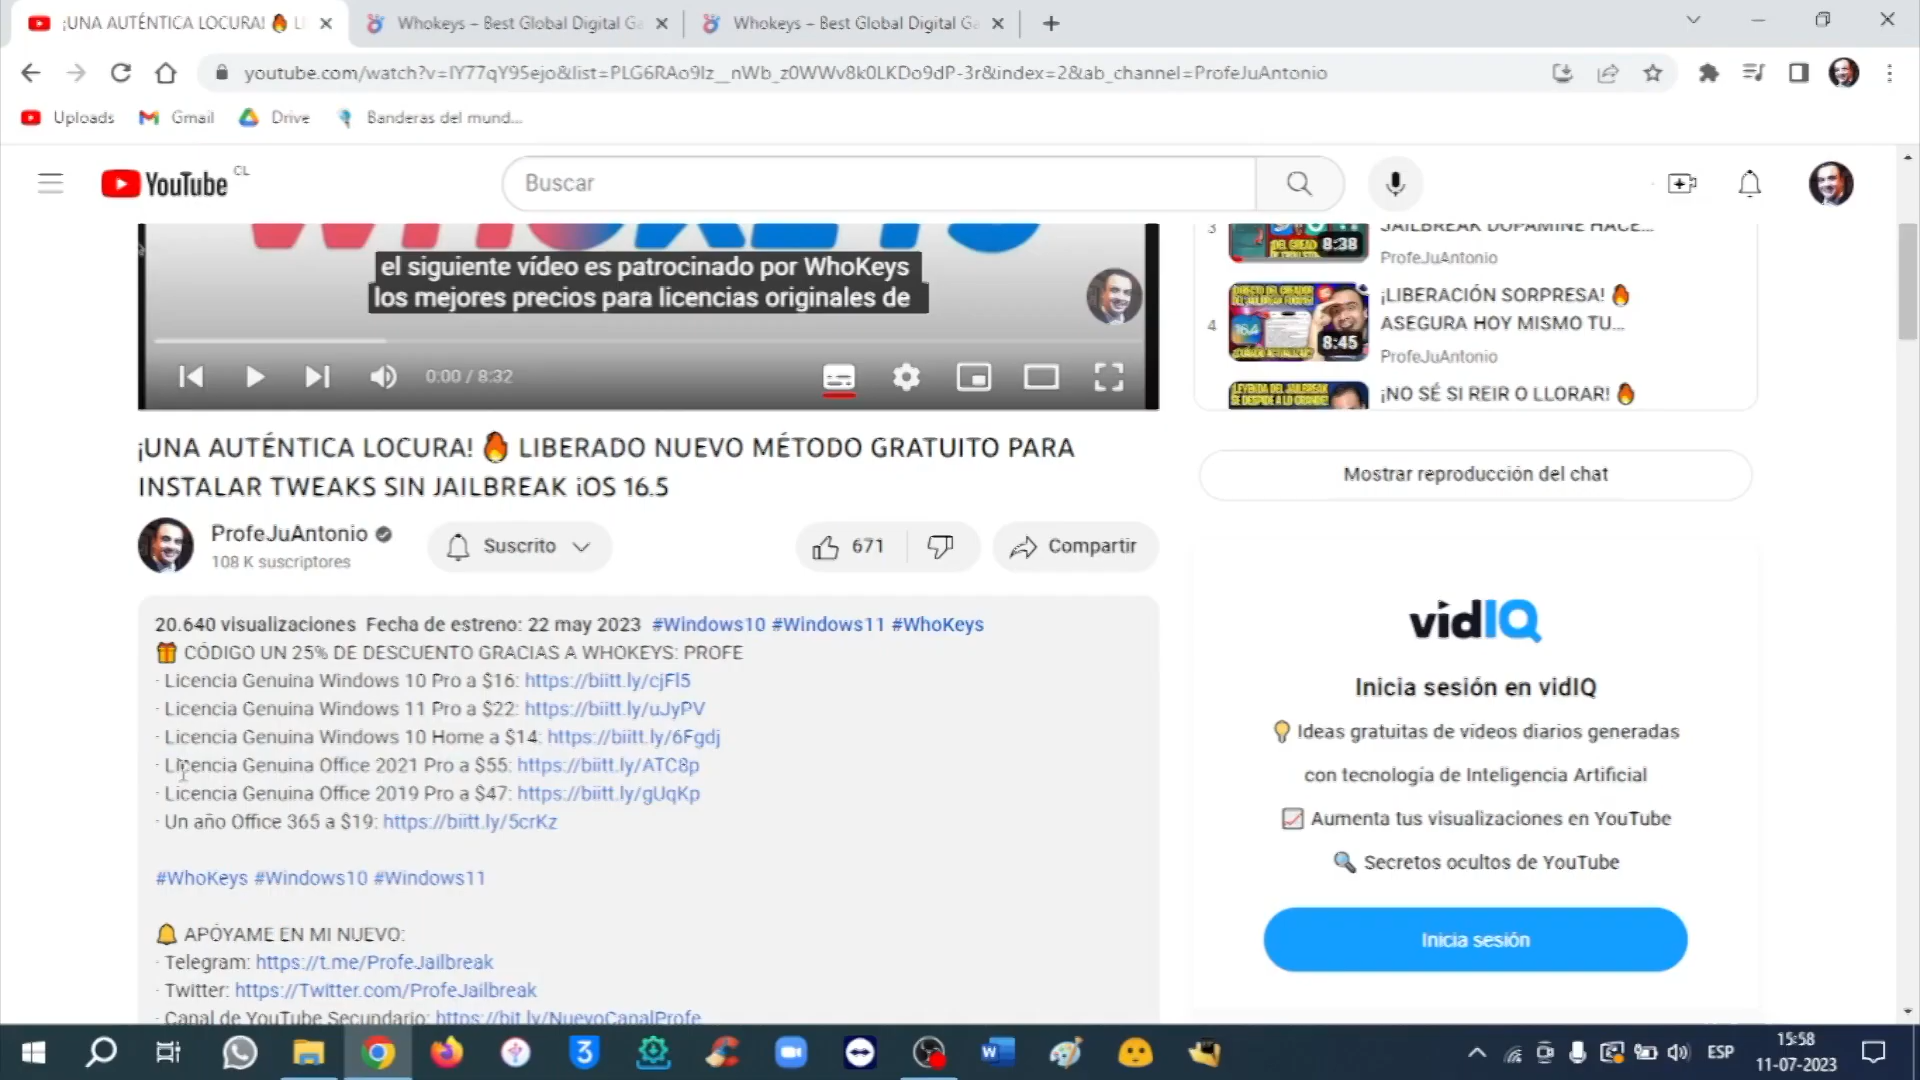 ¡UNA AUTÉNTICA LOCURA! 🔥 L
Whokeys – Best Global Digital Ga
Whokeys – Best Global Digital Ga
youtube.com/watch?v=IY77qY95ejo&list=PLG6RAo9Iz__nWb_z0WWv8k0LKDo9dP-3r&index=2&ab_channel=ProfeJuAntonio
Uploads
Gmail
Drive
Banderas del mund...
YouTube CL
Buscar
WHOKEYS
el siguiente vídeo es patrocinado por WhoKeys
los mejores precios para licencias originales de
0:00 / 8:32
3
8:38
JAILBREAK DOPAMINE HACE...
ProfeJuAntonio
4
16.4
8:45
¡LIBERACIÓN SORPRESA! 🔥
ASEGURA HOY MISMO TU...
ProfeJuAntonio
¡NO SÉ SI REIR O LLORAR! 🔥
Mostrar reproducción del chat
¡UNA AUTÉNTICA LOCURA! 🔥 LIBERADO NUEVO MÉTODO GRATUITO PARA
INSTALAR TWEAKS SIN JAILBREAK iOS 16.5
ProfeJuAntonio
108 K suscriptores
Suscrito
671
Compartir
20.640 visualizaciones Fecha de estreno: 22 may 2023 #Windows10 #Windows11 #WhoKeys
🎁 CÓDIGO UN 25% DE DESCUENTO GRACIAS A WHOKEYS: PROFE
· Licencia Genuina Windows 10 Pro a $16: https://biitt.ly/cjFl5
· Licencia Genuina Windows 11 Pro a $22: https://biitt.ly/uJyPV
· Licencia Genuina Windows 10 Home a $14: https://biitt.ly/6Fgdj
· Licencia Genuina Office 2021 Pro a $55: https://biitt.ly/ATC8p
· Licencia Genuina Office 2019 Pro a $47: https://biitt.ly/gUqKp
· Un año Office 365 a $19: https://biitt.ly/5crKz
#WhoKeys #Windows10 #Windows11
🔔 APÓYAME EN MI NUEVO:
· Telegram: https://t.me/ProfeJailbreak
· Twitter: https://Twitter.com/ProfeJailbreak
· Canal de YouTube Secundario: https://bit.ly/NuevoCanalProfe
vidIQ
Inicia sesión en vidIQ
💡 Ideas gratuitas de vídeos diarios generadas
con tecnología de Inteligencia Artificial
📈 Aumenta tus visualizaciones en YouTube
🔍 Secretos ocultos de YouTube
Inicia sesión
ESP
15:58
11-07-2023